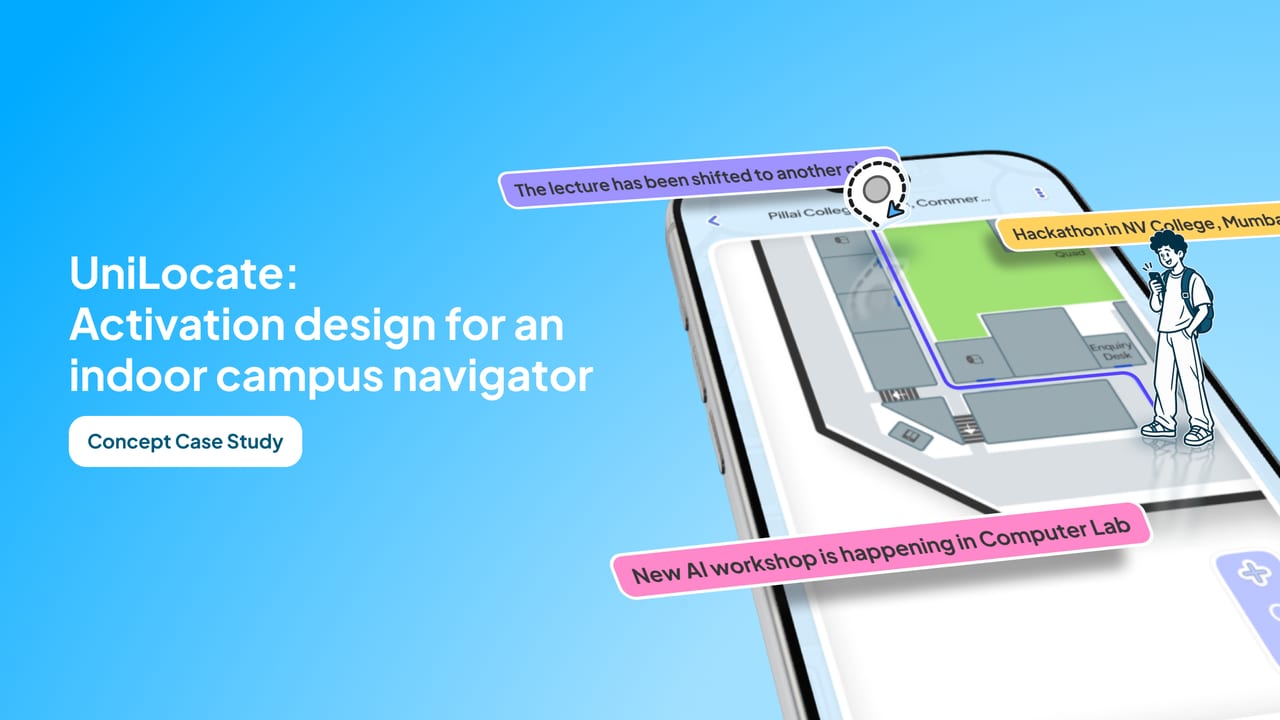 The lecture has been shifted to another
Pillai Colleg , Commer ...
Hackathon in NV College, Mumba
Quad
UniLocate:
Activation design for an
indoor campus navigator
Enquiry
Desk
Concept Case Study
New AI workshop is happening in Computer Lab